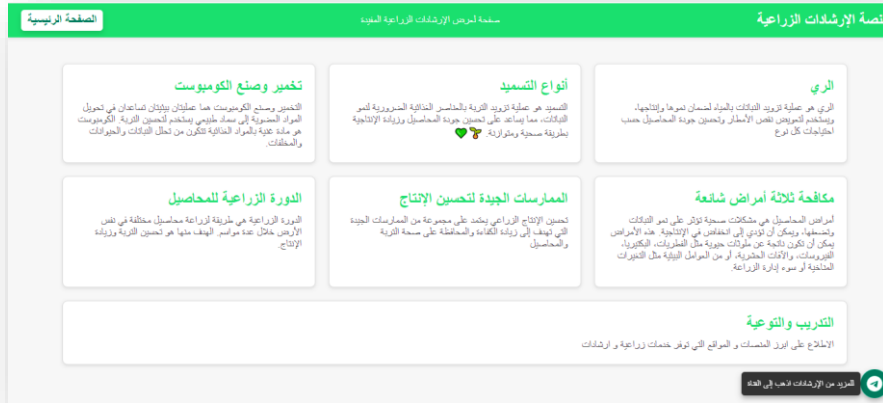 نصة الإرشادات الزراعية
صفحة لعرض الإرشادات الزراعية المفيدة
الصفحة الرئيسية
الري
الري هو عملية تزويد النباتات بالمياه لضمان نموها وإنتاجها،
ويستخدم لتعويض نقص الأمطار وتحسين جودة المحاصيل حسب
احتياجات كل نوع
أنواع التسميد
التسميد هو عملية تزويد التربة بالعناصر الغذائية الضرورية لنمو
النباتات، مما يساعد على تحسين جودة المحاصيل وزيادة الإنتاجية
بطريقة صحية ومتوازنة. 🌱💚
تخمير وصنع الكومبوست
التخمير وصنع الكومبوست هما عمليتان بيئيتان تساعدان في تحويل
المواد العضوية إلى سماد طبيعي يستخدم لتحسين التربة. الكومبوست
هو مادة غنية بالمواد الغذائية تتكون من تحلل النباتات والحيوانات
والمخلفات.
مكافحة ثلاثة أمراض شائعة
أمراض المحاصيل هي مشكلات صحية تؤثر على نمو النباتات
وتضعفها، ويمكن أن تؤدي إلى انخفاض في الإنتاجية. هذه الأمراض
يمكن أن تكون ناتجة عن ملوثات حيوية مثل الفطريات، البكتيريا،
الفيروسات، والآفات الحشرية، أو من العوامل البيئية مثل التغيرات
المناخية أو سوء إدارة الزراعة.
الممارسات الجيدة لتحسين الإنتاج
تحسين الإنتاج الزراعي يعتمد على مجموعة من الممارسات الجيدة
التي تهدف إلى زيادة الكفاءة والمحافظة على صحة التربة
والمحاصيل
الدورة الزراعية للمحاصيل
الدورة الزراعية هي طريقة لزراعة محاصيل مختلفة في نفس
الأرض خلال عدة مواسم. الهدف منها هو تحسين التربة وزيادة
الإنتاج.
التدريب والتوعية
الاطلاع على ابرز المنصات و المواقع التي توفر خدمات زراعية و ارشادات
للمزيد من الإرشادات اذهب إلى القناة